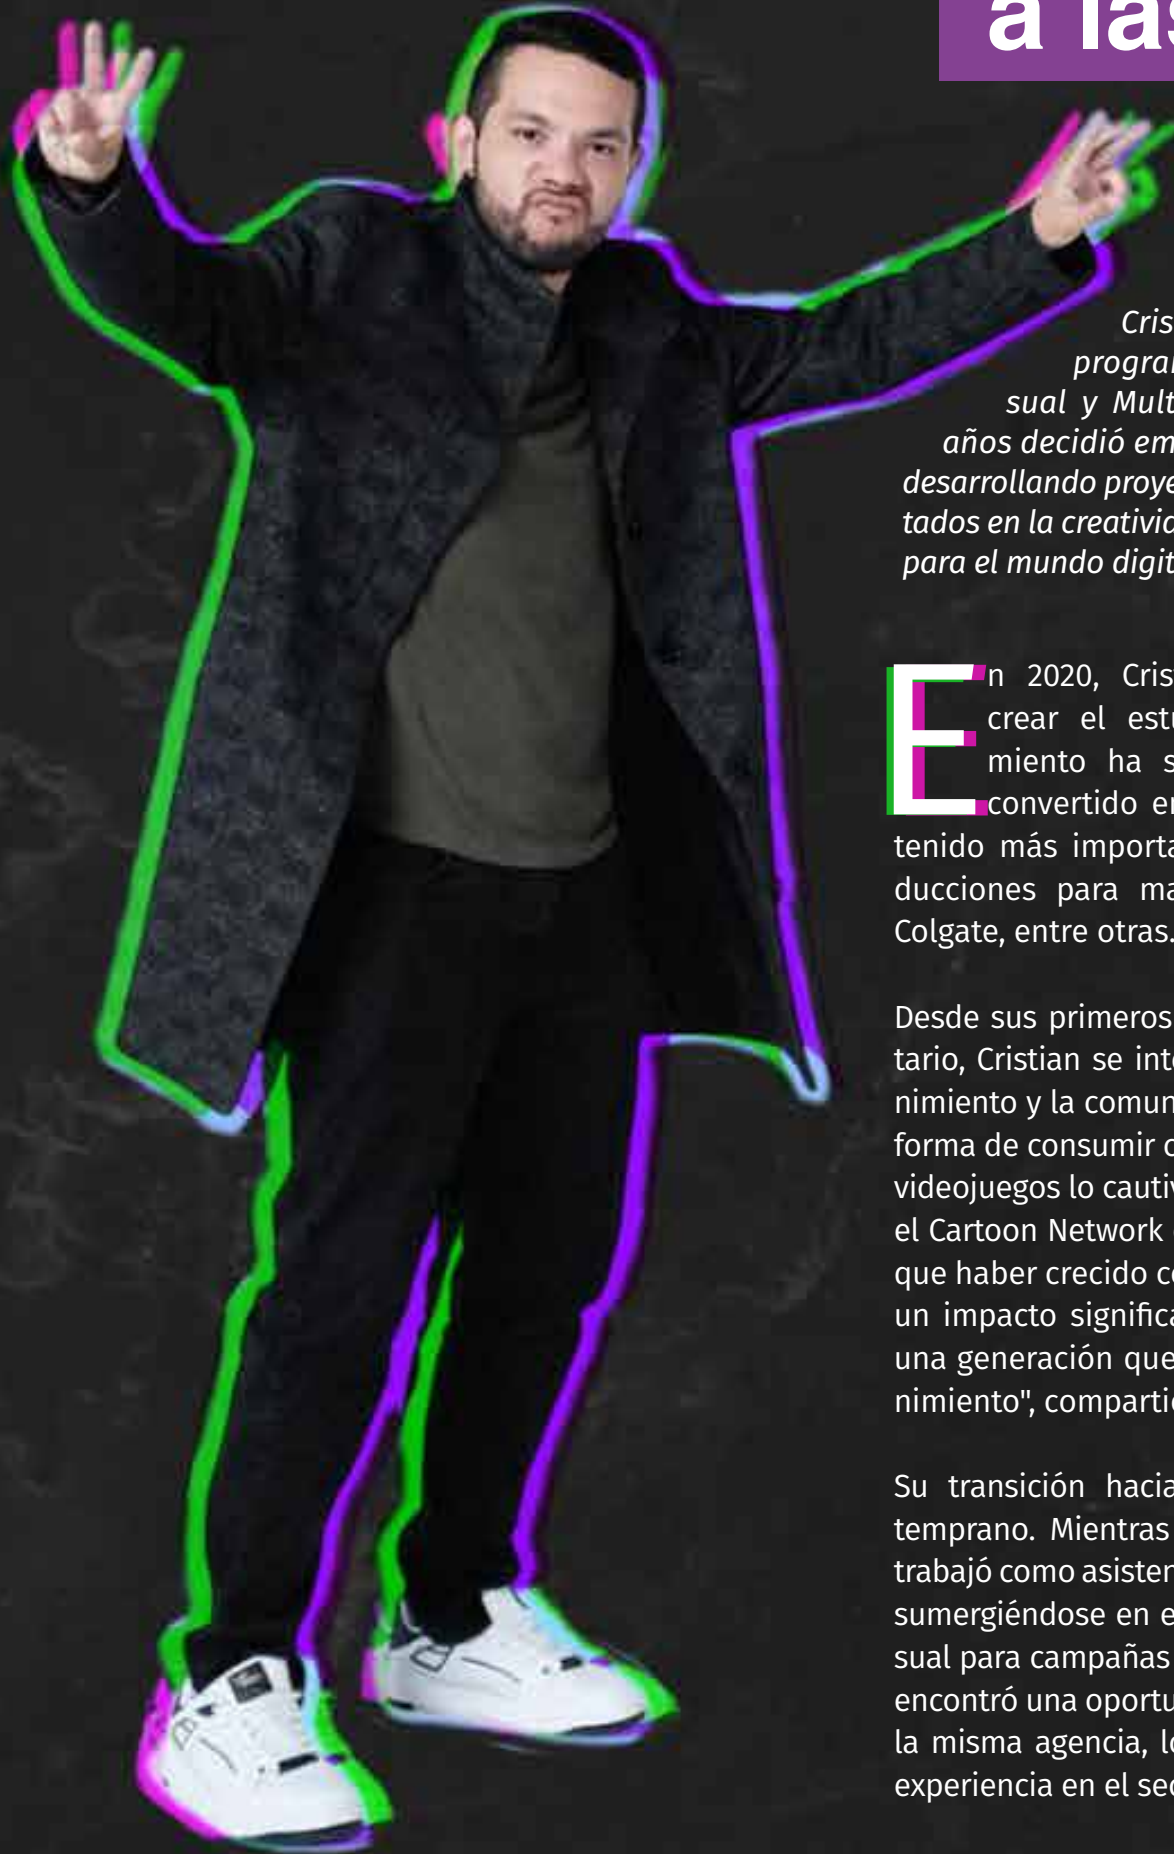 a las
Cris
progra
sual y Mult
años decidió em
desarrollando proye
tados en la creativid
para el mundo digit
En 2020, Cris
crear el est
miento ha s
convertido e
tenido más importa
ducciones para ma
Colgate, entre otras.
Desde sus primeros
tario, Cristian se int
nimiento y la comun
forma de consumir c
videojuegos lo cauti
el Cartoon Network
que haber crecido c
un impacto signific
una generación que
nimiento", comparti
Su transición hacia
temprano. Mientras
trabajó como asisten
sumergiéndose en e
sual para campañas
encontró una oportu
la misma agencia, l
experiencia en el sec